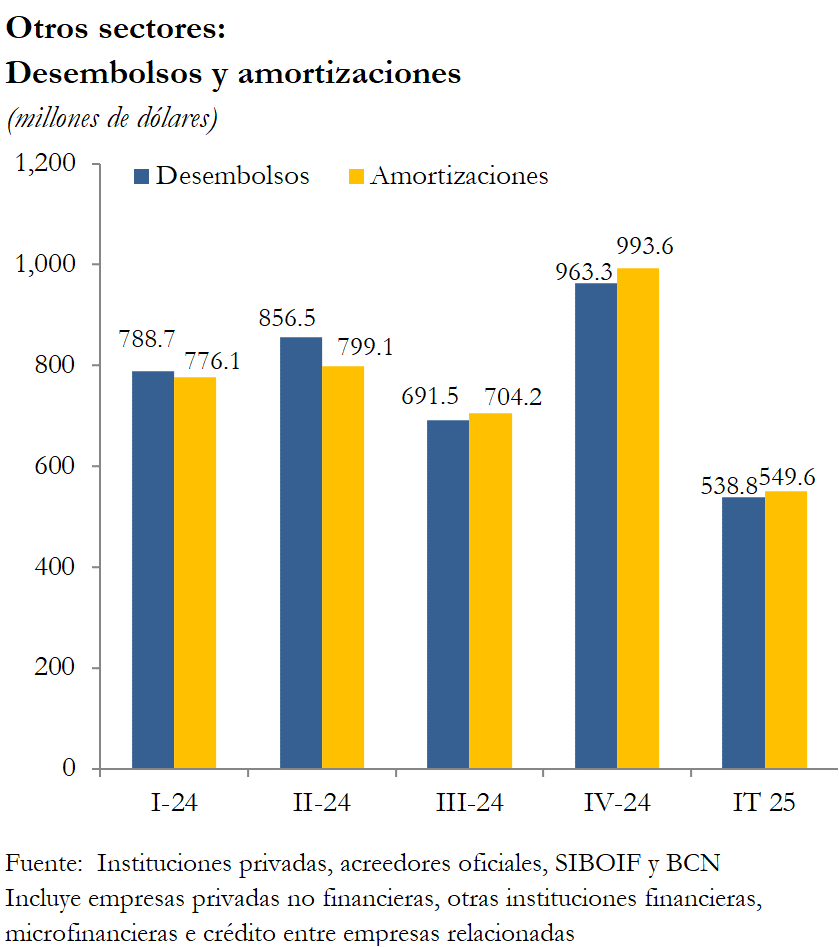 Otros sectores:
Desembolsos y amortizaciones
(millones de dólares)
1,200
Desembolsos
Amortizaciones
993.6
1,000
963.3
856.5
788.7
799.1
776.1
800
691.5
704.2
600
538.8
549.6
400
200
0
I-24
II-24
III-24
IV-24
IT 25
Fuente: Instituciones privadas, acreedores oficiales, SIBOIF y BCN
Incluye empresas privadas no financieras, otras instituciones financieras,
microfinancieras e crédito entre empresas relacionadas